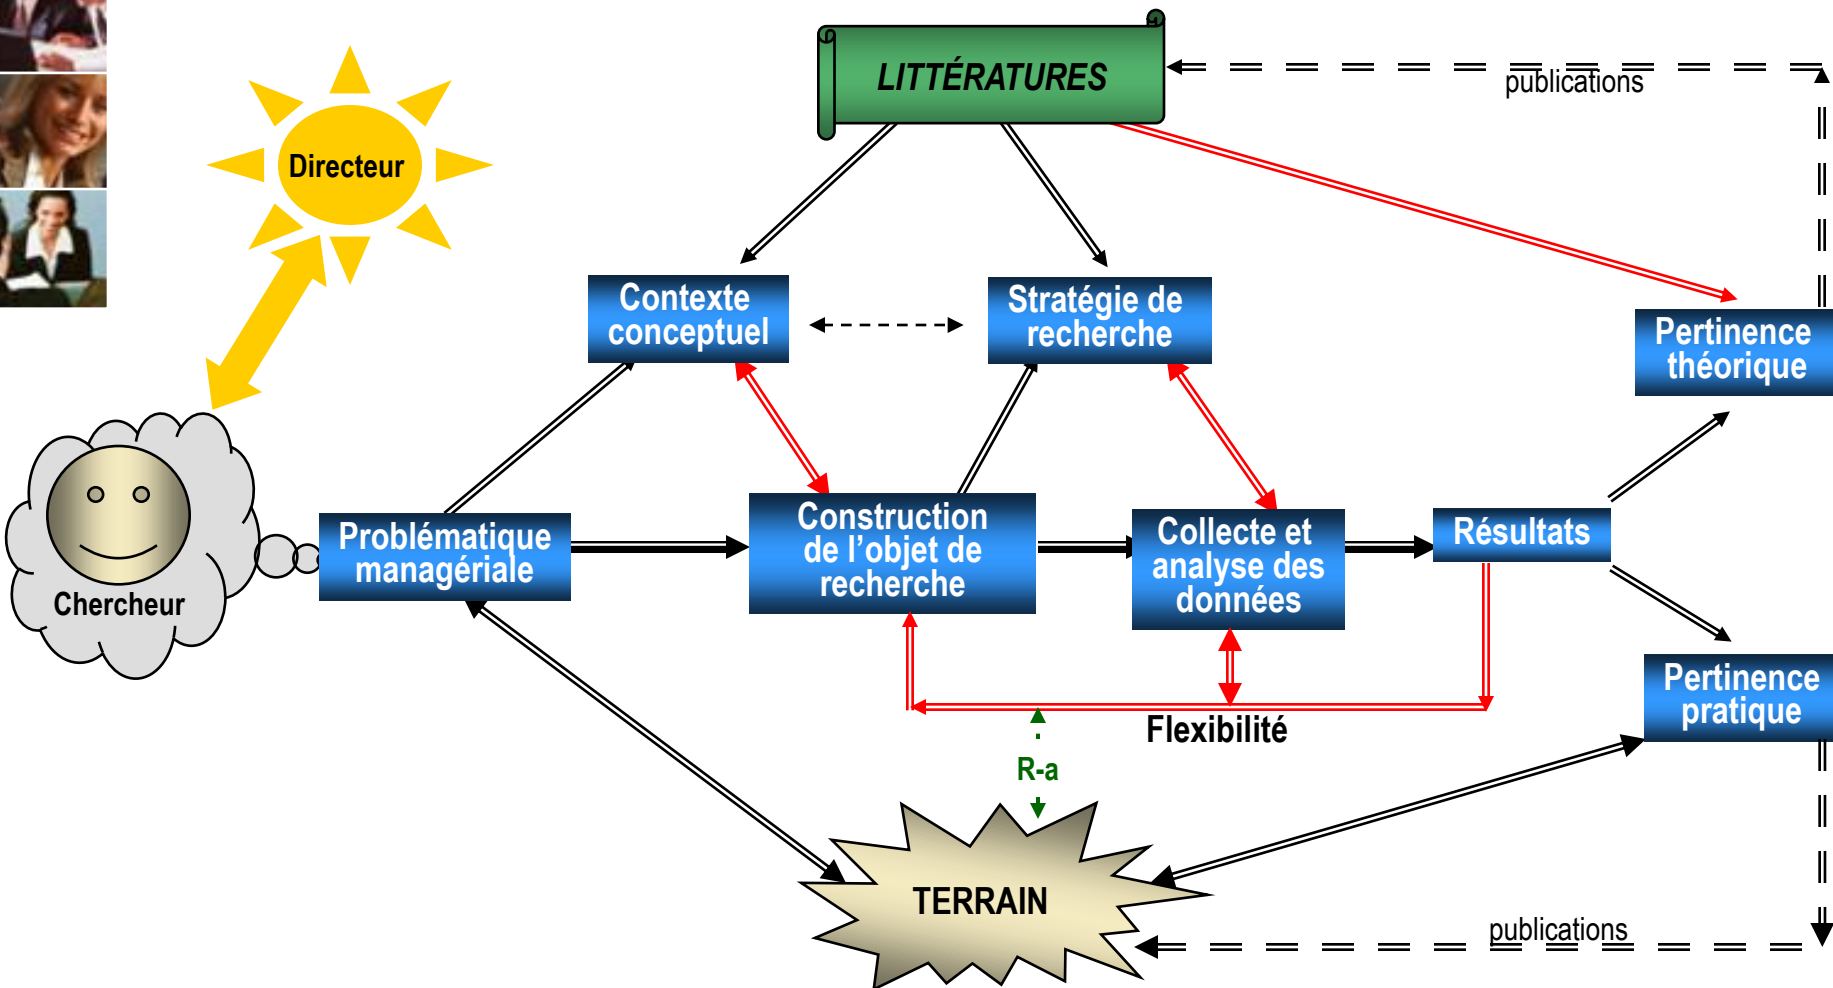 LITTÉRATURES
publications
Directeur
Contexte
conceptuel
Stratégie de
recherche
Pertinence
théorique
Chercheur
Problématique
managériale
Construction
de l’objet de
recherche
Collecte et
analyse des
données
Résultats
Pertinence
pratique
Flexibilité
R-a
TERRAIN
publications